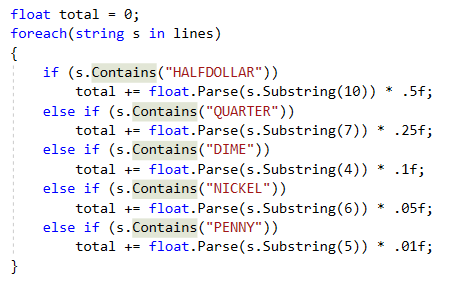 float total = 0;
foreach(string s in lines)
{
    if (s.Contains("HALFDOLLAR"))
        total += float.Parse(s.Substring(10)) * .5f;
    else if (s.Contains("QUARTER"))
        total += float.Parse(s.Substring(7)) * .25f;
    else if (s.Contains("DIME"))
        total += float.Parse(s.Substring(4)) * .1f;
    else if (s.Contains("NICKEL"))
        total += float.Parse(s.Substring(6)) * .05f;
    else if (s.Contains("PENNY"))
        total += float.Parse(s.Substring(5)) * .01f;
}